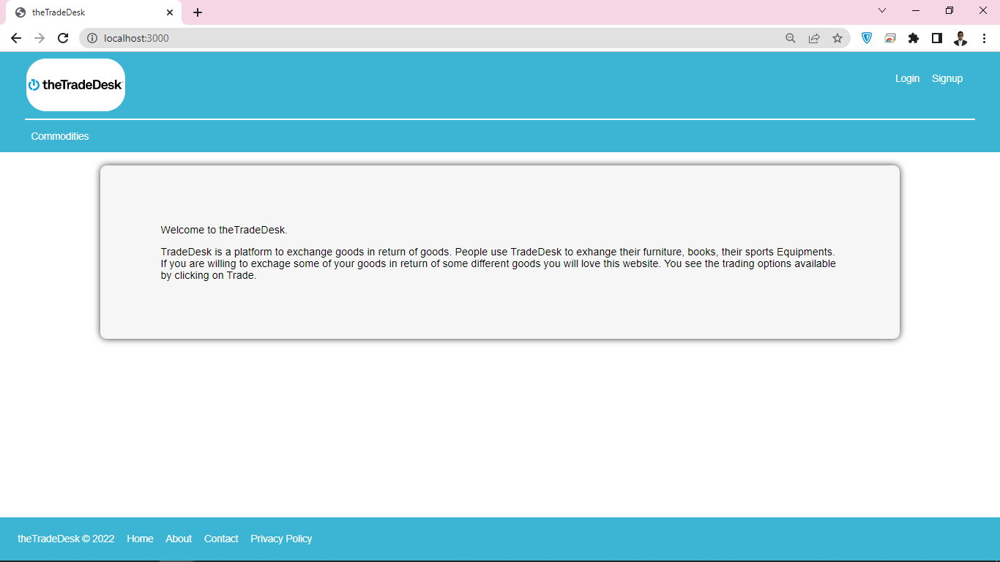 theTradeDesk
localhost:3000
theTradeDesk
Login Signup
Commodities
Welcome to theTradeDesk.
TradeDesk is a platform to exchange goods in return of goods. People use TradeDesk to exhange their furniture, books, their sports Equipments.
If you are willing to exchage some of your goods in return of some different goods you will love this website. You see the trading options available
by clicking on Trade.
theTradeDesk © 2022 Home About Contact Privacy Policy